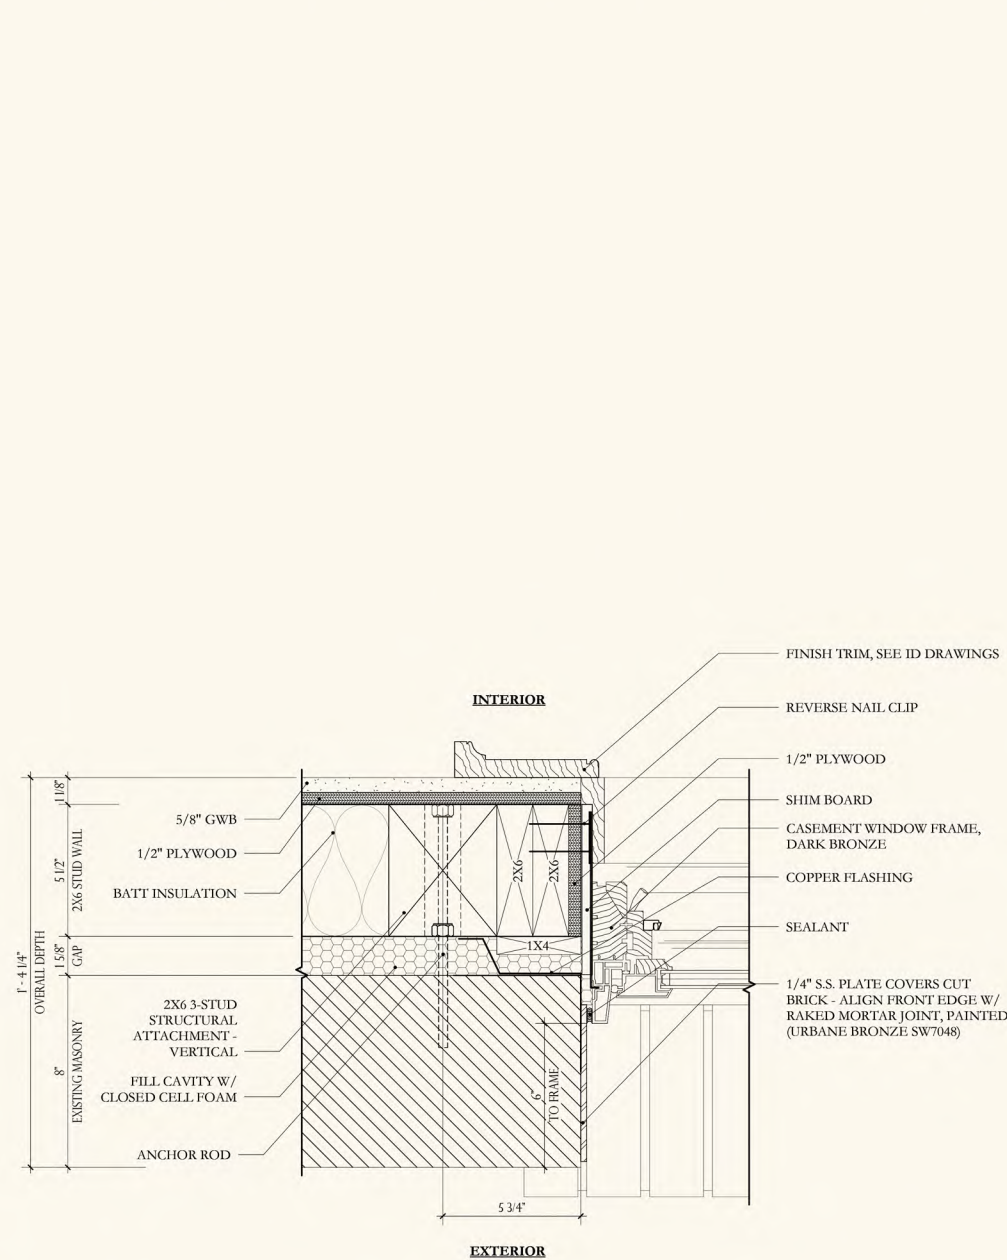 FINISH TRIM, SEE ID DRAWINGS
INTERIOR
REVERSE NAIL CLIP
1/2" PLYWOOD
SHIM BOARD
CASEMENT WINDOW FRAME,
DARK BRONZE
COPPER FLASHING
SEALANT
1/4" S.S. PLATE COVERS CUT
BRICK - ALIGN FRONT EDGE W/
RAKED MORTAR JOINT, PAINTED
(URBANE BRONZE SW7048)
1 1/8"
5/8" GWB
1/2" PLYWOOD
BATT INSULATION
5 1/2"
2X6 STUD WALL
2X6
2X6
1X4
1 5/8"
GAP
1' - 4 1/4"
OVERALL DEPTH
2X6 3-STUD
STRUCTURAL
ATTACHMENT -
VERTICAL
8"
EXISTING MASONRY
FILL CAVITY W/
CLOSED CELL FOAM
6"
TO FRAME
ANCHOR ROD
5 3/4"
EXTERIOR